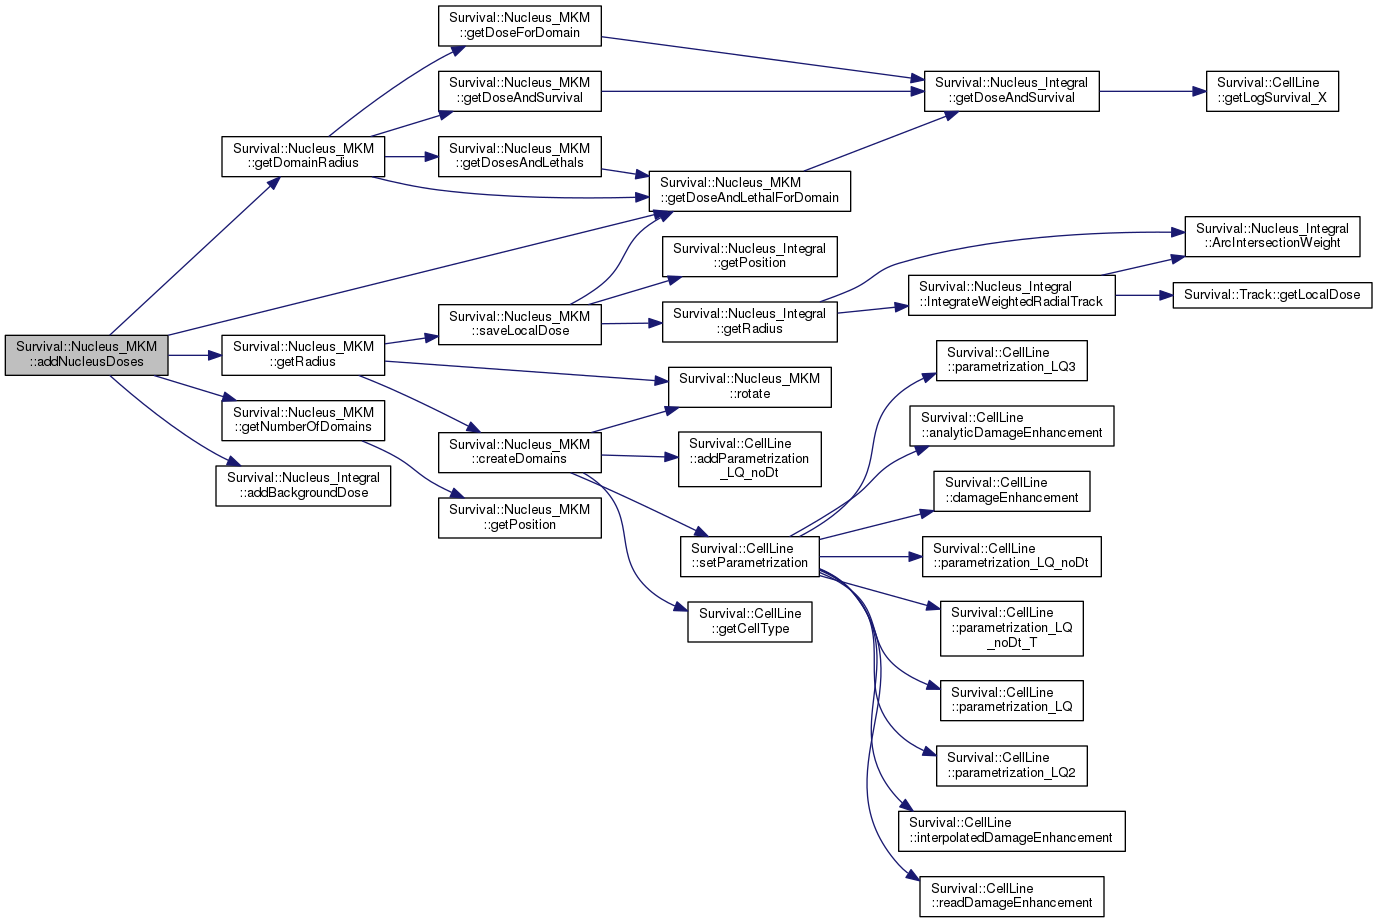 Survival::Nucleus_MKM
::addNucleusDoses
Survival::Nucleus_MKM
::getDomainRadius
Survival::Nucleus_MKM
::getRadius
Survival::Nucleus_MKM
::getNumberOfDomains
Survival::Nucleus_Integral
::addBackgroundDose
Survival::Nucleus_MKM
::getDoseForDomain
Survival::Nucleus_MKM
::getDoseAndSurvival
Survival::Nucleus_MKM
::getDosesAndLethals
Survival::Nucleus_MKM
::saveLocalDose
Survival::Nucleus_MKM
::createDomains
Survival::Nucleus_MKM
::getPosition
Survival::Nucleus_MKM
::getDoseAndLethalForDomain
Survival::Nucleus_Integral
::getPosition
Survival::Nucleus_Integral
::getRadius
Survival::Nucleus_MKM
::rotate
Survival::CellLine
::addParametrization
_LQ_noDt
Survival::CellLine
::setParametrization
Survival::CellLine
::getCellType
Survival::Nucleus_Integral
::getDoseAndSurvival
Survival::Nucleus_Integral
::IntegrateWeightedRadialTrack
Survival::CellLine
::parametrization_LQ3
Survival::CellLine
::analyticDamageEnhancement
Survival::CellLine
::damageEnhancement
Survival::CellLine
::parametrization_LQ_noDt
Survival::CellLine
::parametrization_LQ
_noDt_T
Survival::CellLine
::parametrization_LQ
Survival::CellLine
::parametrization_LQ2
Survival::CellLine
::interpolatedDamageEnhancement
Survival::CellLine
::readDamageEnhancement
Survival::CellLine
::getLogSurvival_X
Survival::Nucleus_Integral
::ArcIntersectionWeight
Survival::Track::getLocalDose